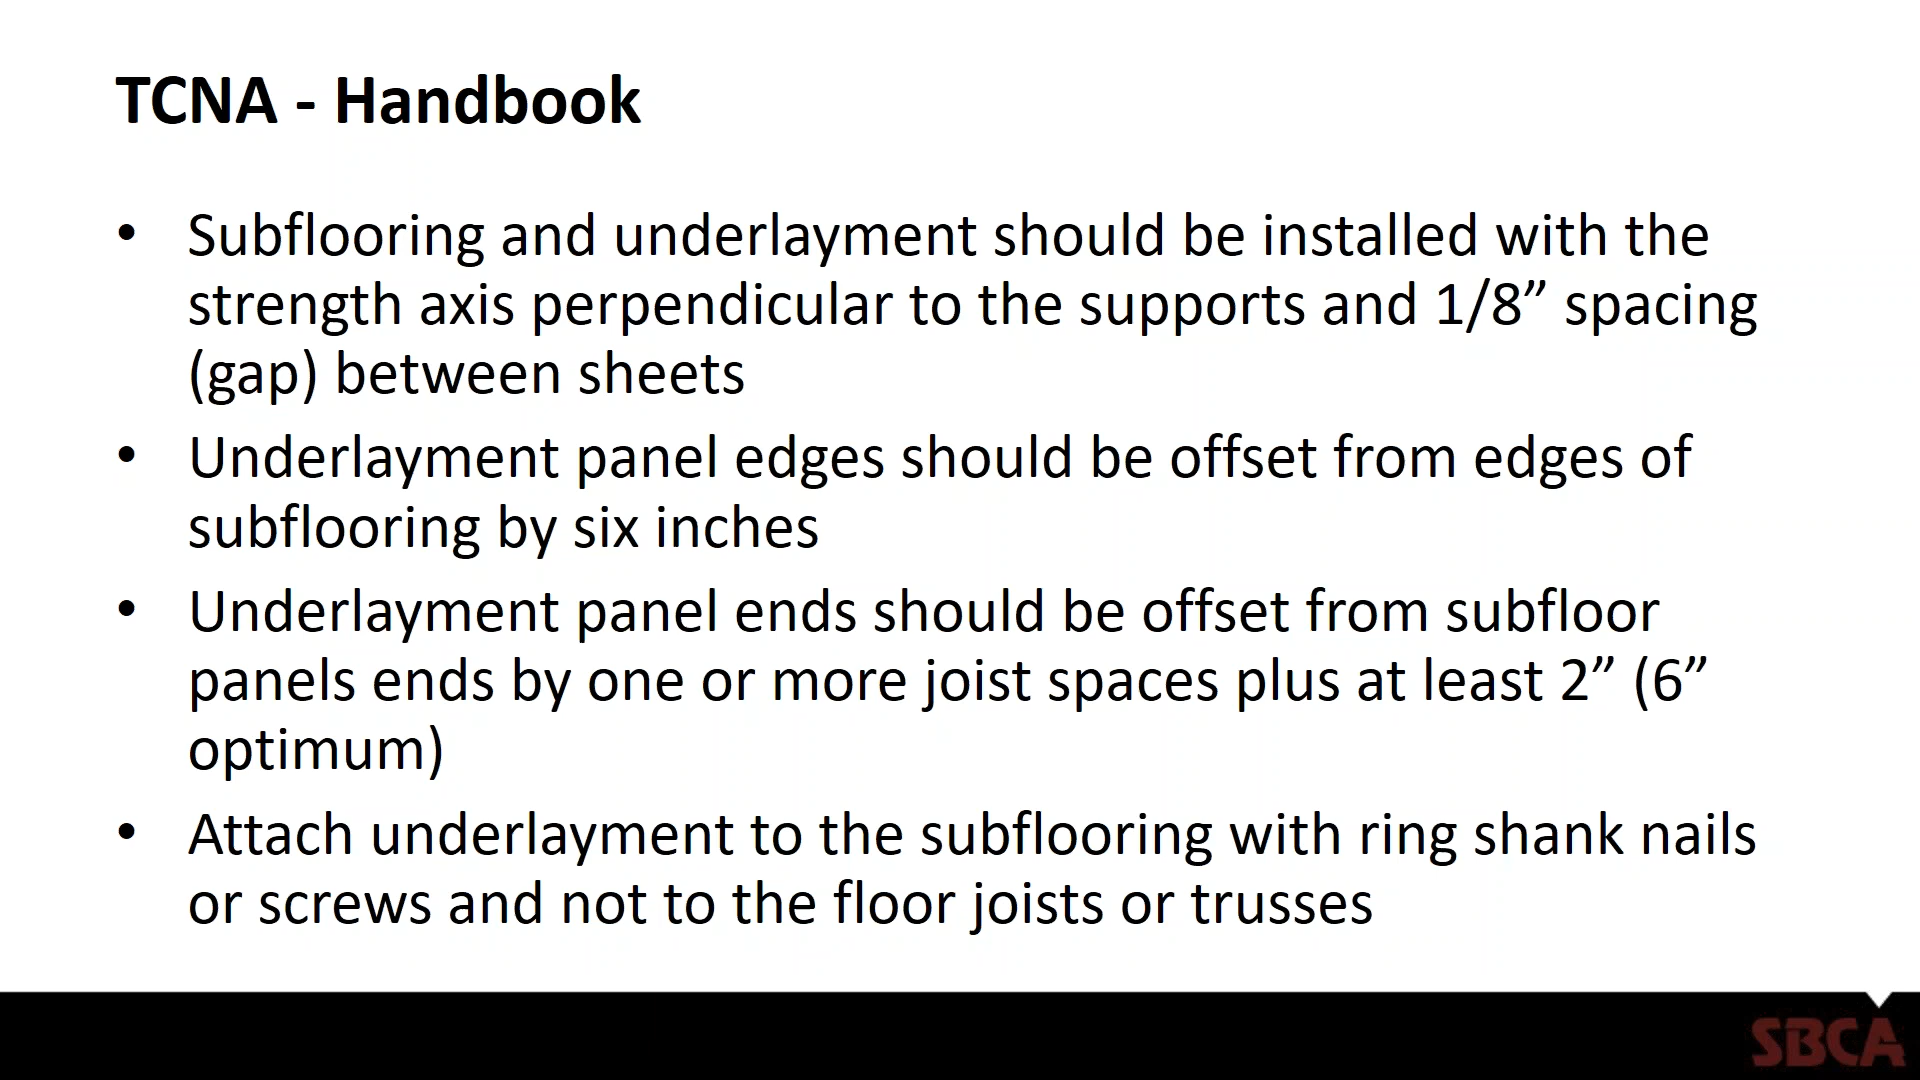 TCNA - Handbook
• Subflooring and underlayment should be installed with the
strength axis perpendicular to the supports and 1/8” spacing
(gap) between sheets
• Underlayment panel edges should be offset from edges of
subflooring by six inches
• Underlayment panel ends should be offset from subfloor
panels ends by one or more joist spaces plus at least 2” (6”
optimum)
• Attach underlayment to the subflooring with ring shank nails
or screws and not to the floor joists or trusses
SBCA